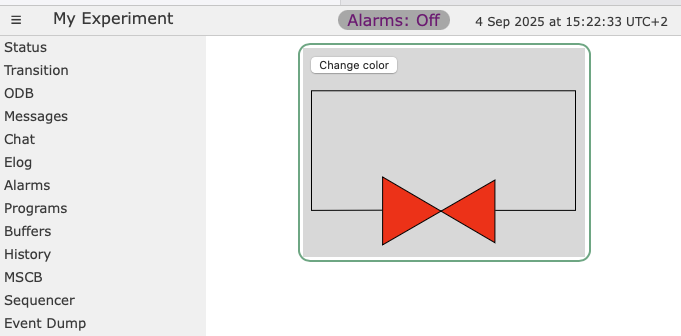 ≡ My Experiment Alarms: Off 4 Sep 2025 at 15:22:33 UTC+2
Status
Transition
ODB
Messages
Chat
Elog
Alarms
Programs
Buffers
History
MSCB
Sequencer
Event Dump
Change color